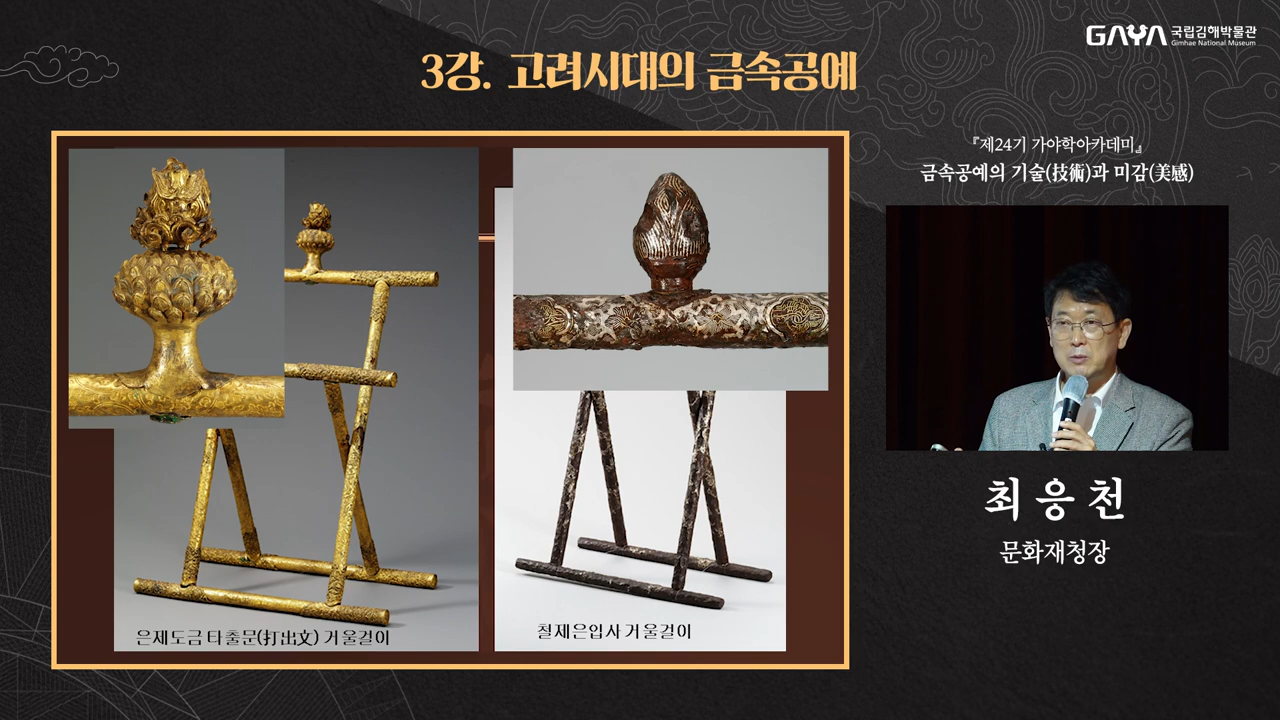 GAYA 국립김해박물관
Gimhae National Museum
3강. 고려시대의 금속공예
『제24기 가야학아카데미』
금속공예의 기술(技術)과 미감(美感)
은제도금 타출문(打出文) 거울걸이
철제은입사 거울걸이
최응천
문화재청장